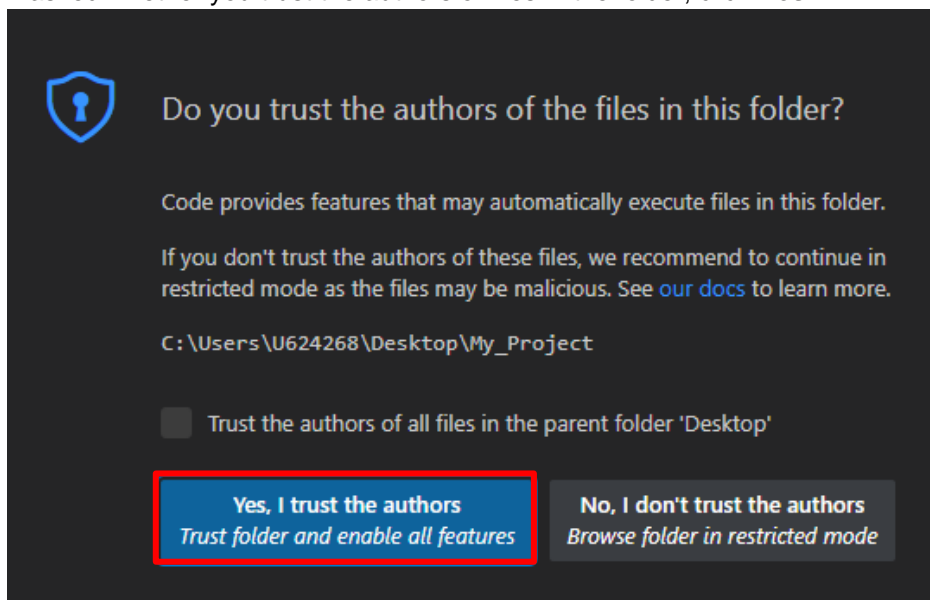 Do you trust the authors of the files in this folder?
Code provides features that may automatically execute files in this folder.
If you don't trust the authors of these files, we recommend to continue in
restricted mode as the files may be malicious. See our docs to learn more.
C:\Users\U624268\Desktop\My_Project
Trust the authors of all files in the parent folder 'Desktop'
Yes, I trust the authors
Trust folder and enable all features
No, I don't trust the authors
Browse folder in restricted mode